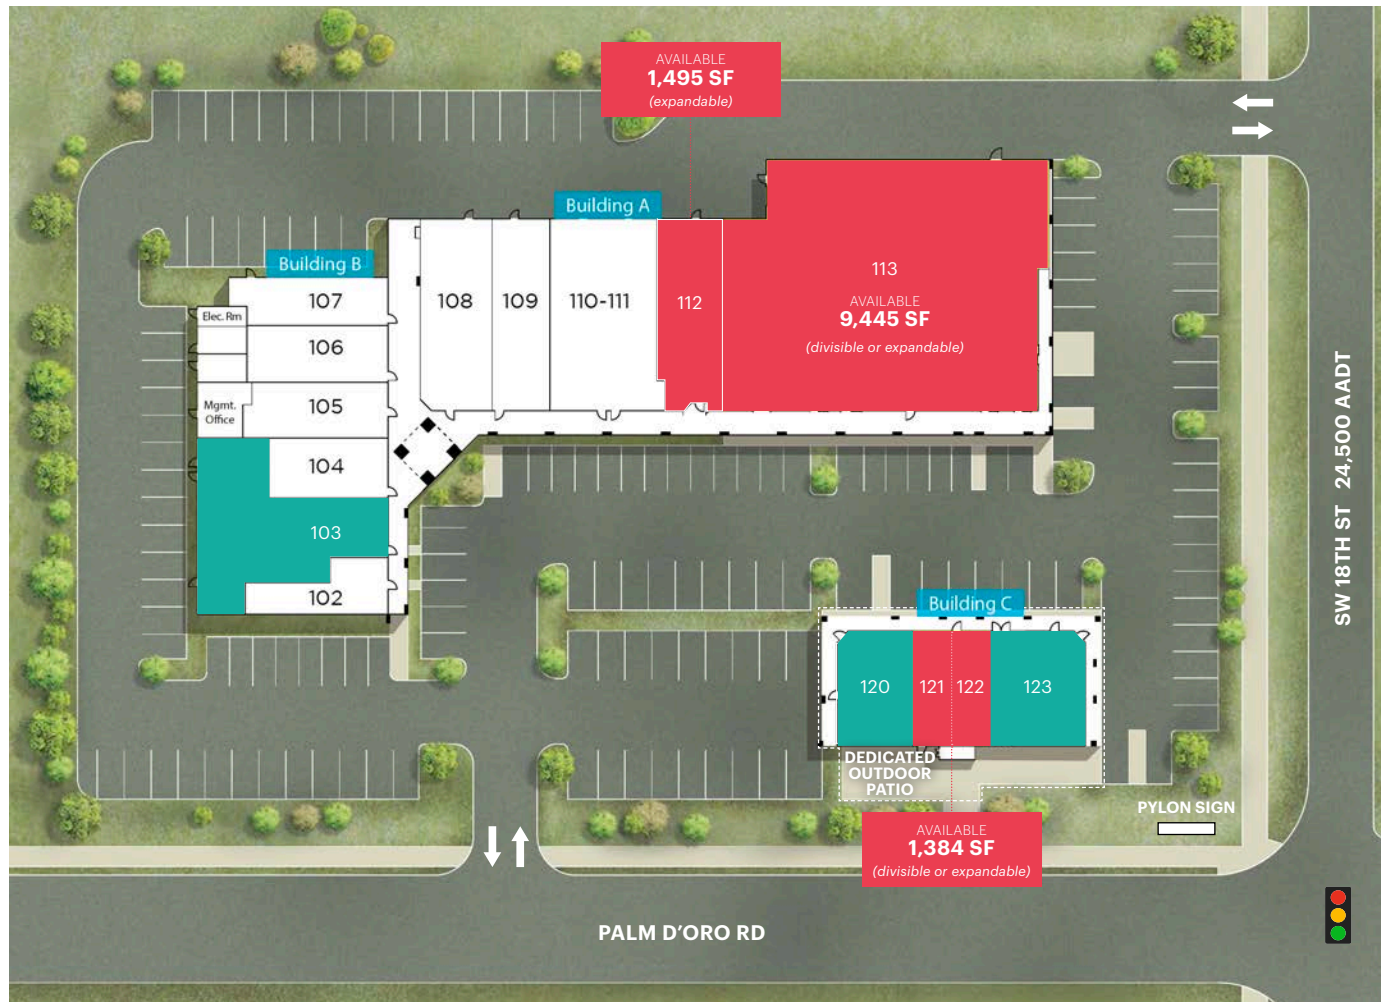 AVAILABLE
1,495 SF
(expandable)
Building A
Building B
107
Elec. Rm
106
105
Mgmt.
Office
104
103
102
108
109
110-111
112
113
AVAILABLE
9,445 SF
(divisible or expandable)
SW 18TH ST 24,500 AADT
Building C
120
121
122
123
DEDICATED
OUTDOOR
PATIO
PYLON SIGN
AVAILABLE
1,384 SF
(divisible or expandable)
PALM D'ORO RD